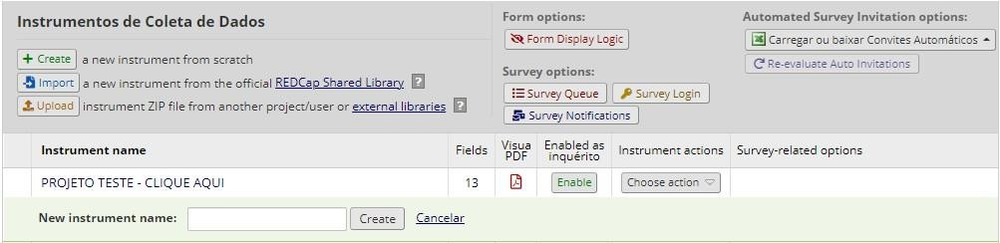 Instrumentos de Coleta de Dados
+ Create a new instrument from scratch
Import a new instrument from the official REDCap Shared Library ?
Upload instrument ZIP file from another project/user or external libraries ?
Form options:
Form Display Logic
Survey options:
Survey Queue Survey Login
Survey Notifications
Automated Survey Invitation options:
Carregar ou baixar Convites Automáticos
Re-evaluate Auto Invitations
Instrument name Fields Visua PDF Enabled as inquérito Instrument actions Survey-related options
PROJETO TESTE - CLIQUE AQUI 13 Enable Choose action
New instrument name: Create Cancelar